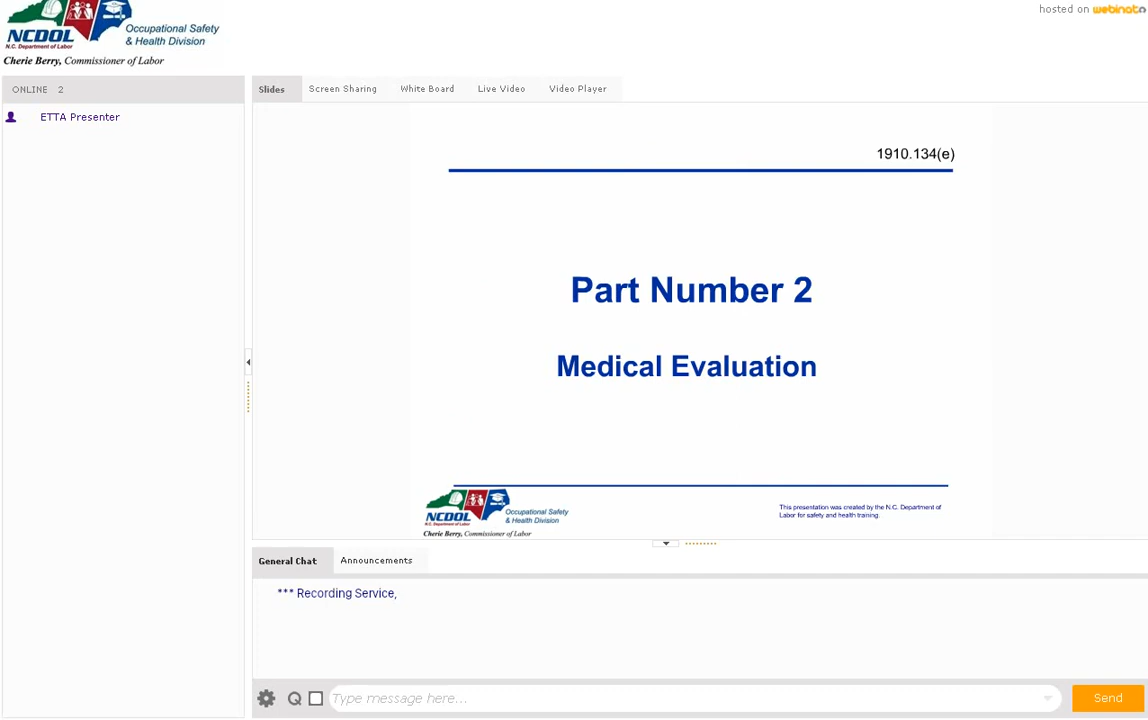 hosted on webinato
NCDOL
N.C. Department of Labor
Occupational Safety
& Health Division
Cherie Berry, Commissioner of Labor
ONLINE 2
ETTA Presenter
Slides Screen Sharing White Board Live Video Video Player
1910.134(e)
Part Number 2
Medical Evaluation
NCDOL
N.C. Department of Labor
Occupational Safety
& Health Division
Cherie Berry, Commissioner of Labor
This presentation was created by the N.C. Department of
Labor for safety and health training.
General Chat Announcements
*** Recording Service,
Q Type message here... Send